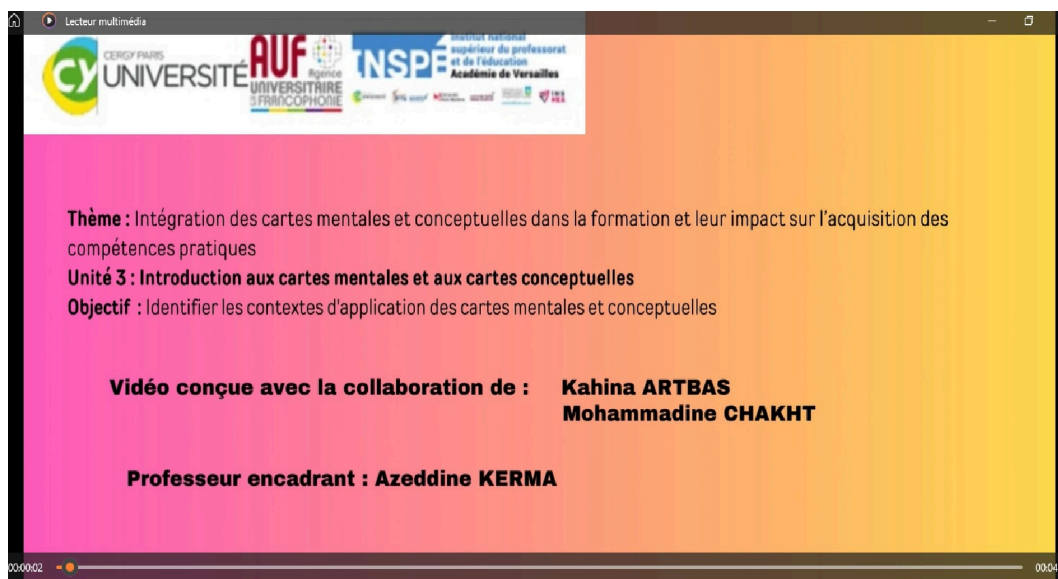 Lecteur multimédia
CERGY PARIS
CY UNIVERSITÉ
AUF
Agence
UNIVERSITAIRE
FRANCOPHONIE
INSPÉ
Institut national
supérieur du professorat
et de l'éducation
Académie de Versailles
Thème : Intégration des cartes mentales et conceptuelles dans la formation et leur impact sur l'acquisition des
compétences pratiques
Unité 3 : Introduction aux cartes mentales et aux cartes conceptuelles
Objectif : Identifier les contextes d'application des cartes mentales et conceptuelles
Vidéo conçue avec la collaboration de : Kahina ARTBAS
Mohammadine CHAKHT
Professeur encadrant : Azeddine KERMA
00:00:02
00:04